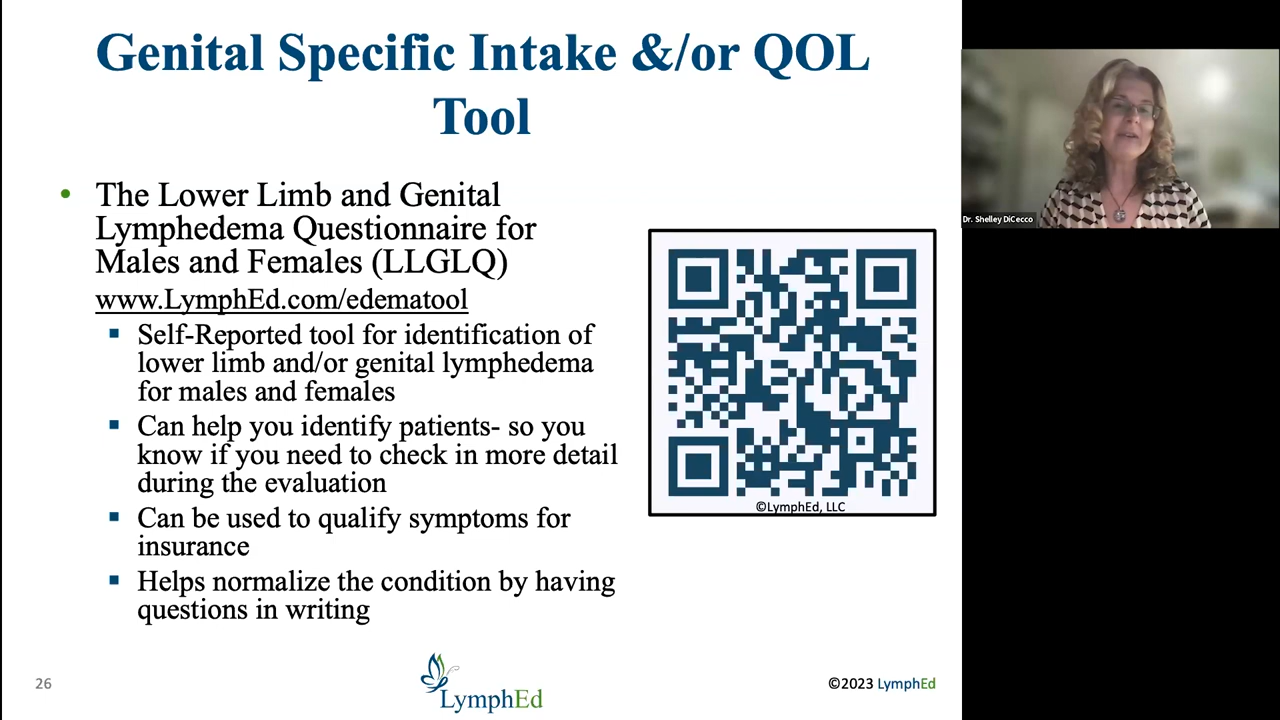 Genital Specific Intake &/or QOL
Tool
• The Lower Limb and Genital
Lymphedema Questionnaire for
Males and Females (LLGLQ)
www.LymphEd.com/edematool
▪ Self-Reported tool for identification of
lower limb and/or genital lymphedema
for males and females
▪ Can help you identify patients- so you
know if you need to check in more detail
during the evaluation
▪ Can be used to qualify symptoms for
insurance
▪ Helps normalize the condition by having
questions in writing
©LymphEd, LLC
Dr. Shelley DiCecco
26
LymphEd
©2023 LymphEd